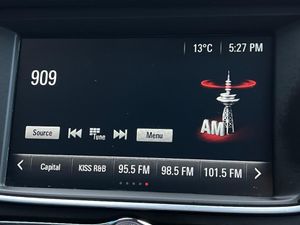 13°C 5:27 PM
909
AM
Source Tune Menu
Capital KISS R&B 95.5 FM 98.5 FM 101.5 FM